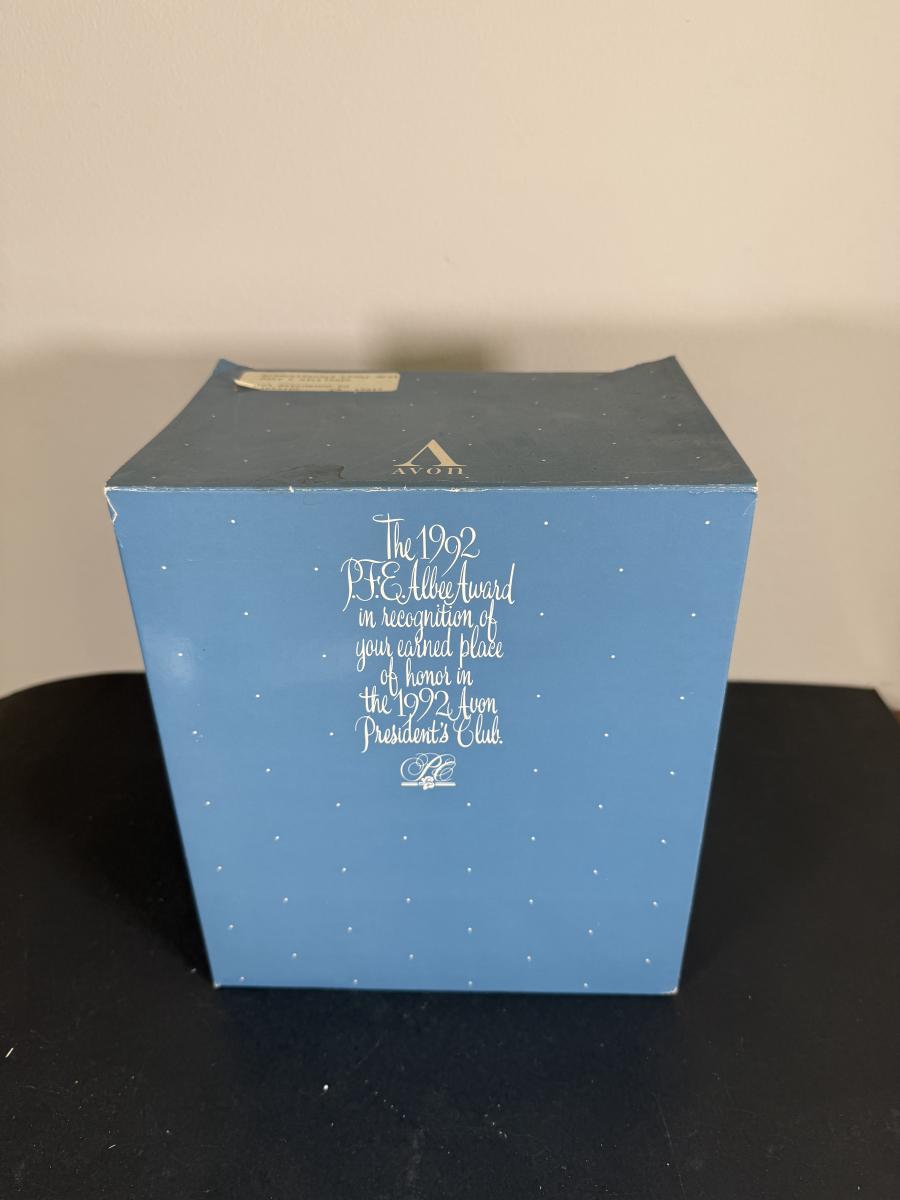 AVON
The 1992
P.F.E. Albee Award
in recognition of
your earned place
of honor in
the 1992 Avon
President's Club.